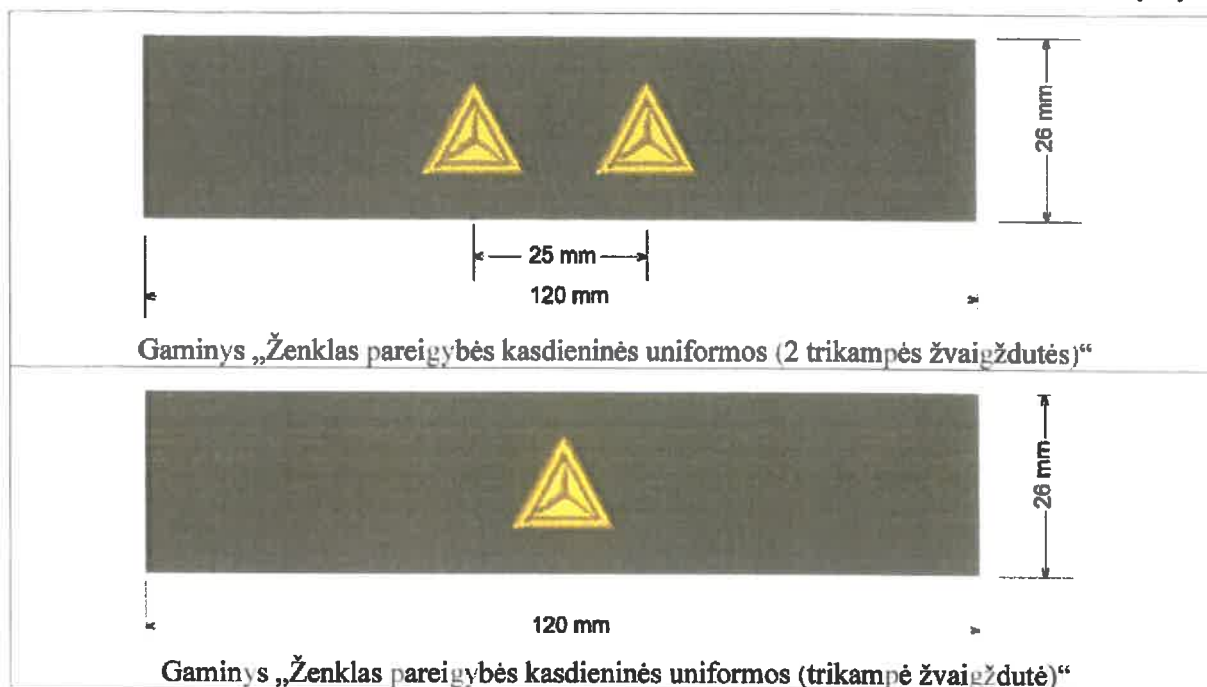 26 mm
25 mm
120 mm
Gaminys „Ženklas pareigybės kasdieninės uniformos (2 trikampės žvaigždutės)“
26 mm
120 mm
Gaminys „Ženklas pareigybės kasdieninės uniformos (trikampė žvaigždutė)“